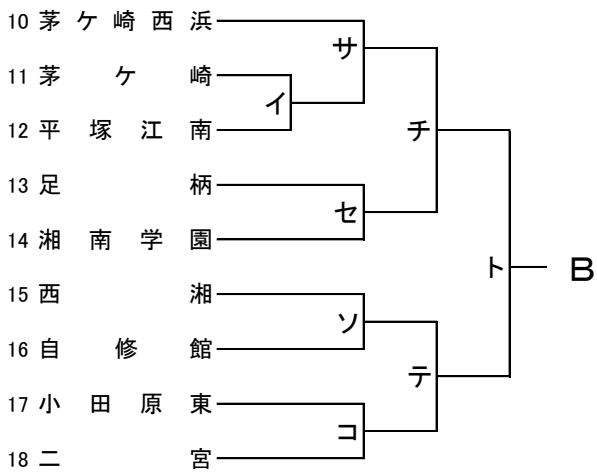 10 茅ケ崎西浜
サ
11 茅ケ崎
イ
12 平塚江南
チ
13 足柄
セ
14 湘南学園
ト B
15 西湘
ソ
16 自修館
テ
17 小田原東
コ
18 二宮